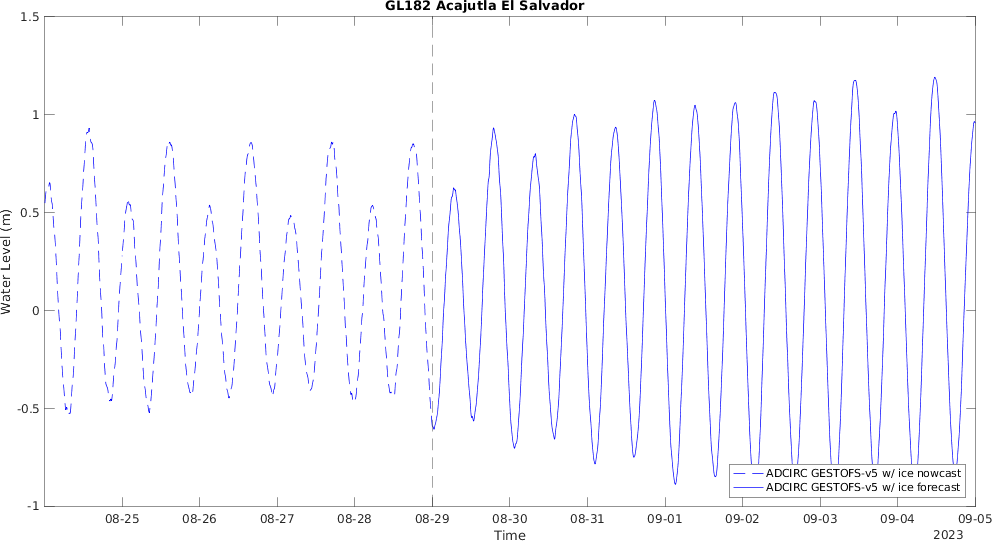 GL182 Acajutla El Salvador
1.5
1
0.5
0
-0.5
-1
Water Level (m)
ADCIRC GESTOFS-v5 w/ ice nowcast
ADCIRC GESTOFS-v5 w/ ice forecast
08-25 08-26 08-27 08-28 08-29 08-30 08-31 09-01 09-02 09-03 09-04 09-05
Time
2023